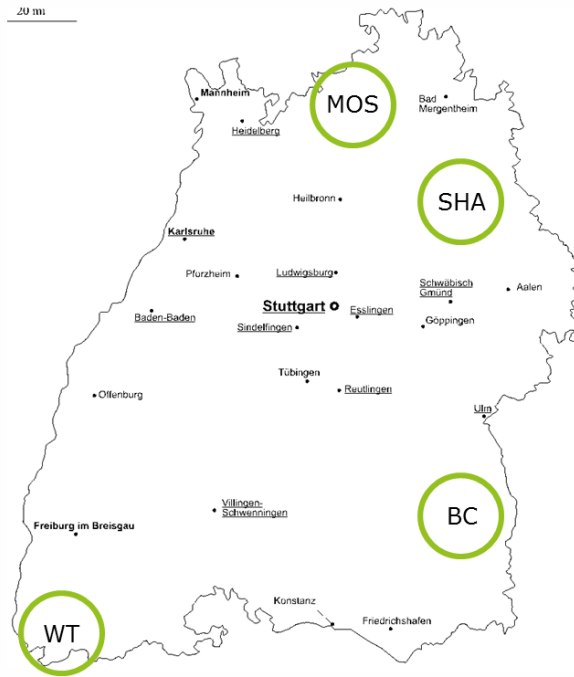 20 mi
MOS
Mannheim
Bad
Mergentheim
Heidelberg
SHA
Heilbronn
Karlsruhe
Pforzheim
Ludwigsburg
Schwäbisch
Gmünd
Aalen
Stuttgart
Esslingen
Baden-Baden
Sindelfingen
Göppingen
Tübingen
Reutlingen
Offenburg
Ulm
Villingen-
Schwenningen
BC
Freiburg im Breisgau
Konstanz
Friedrichshafen
WT